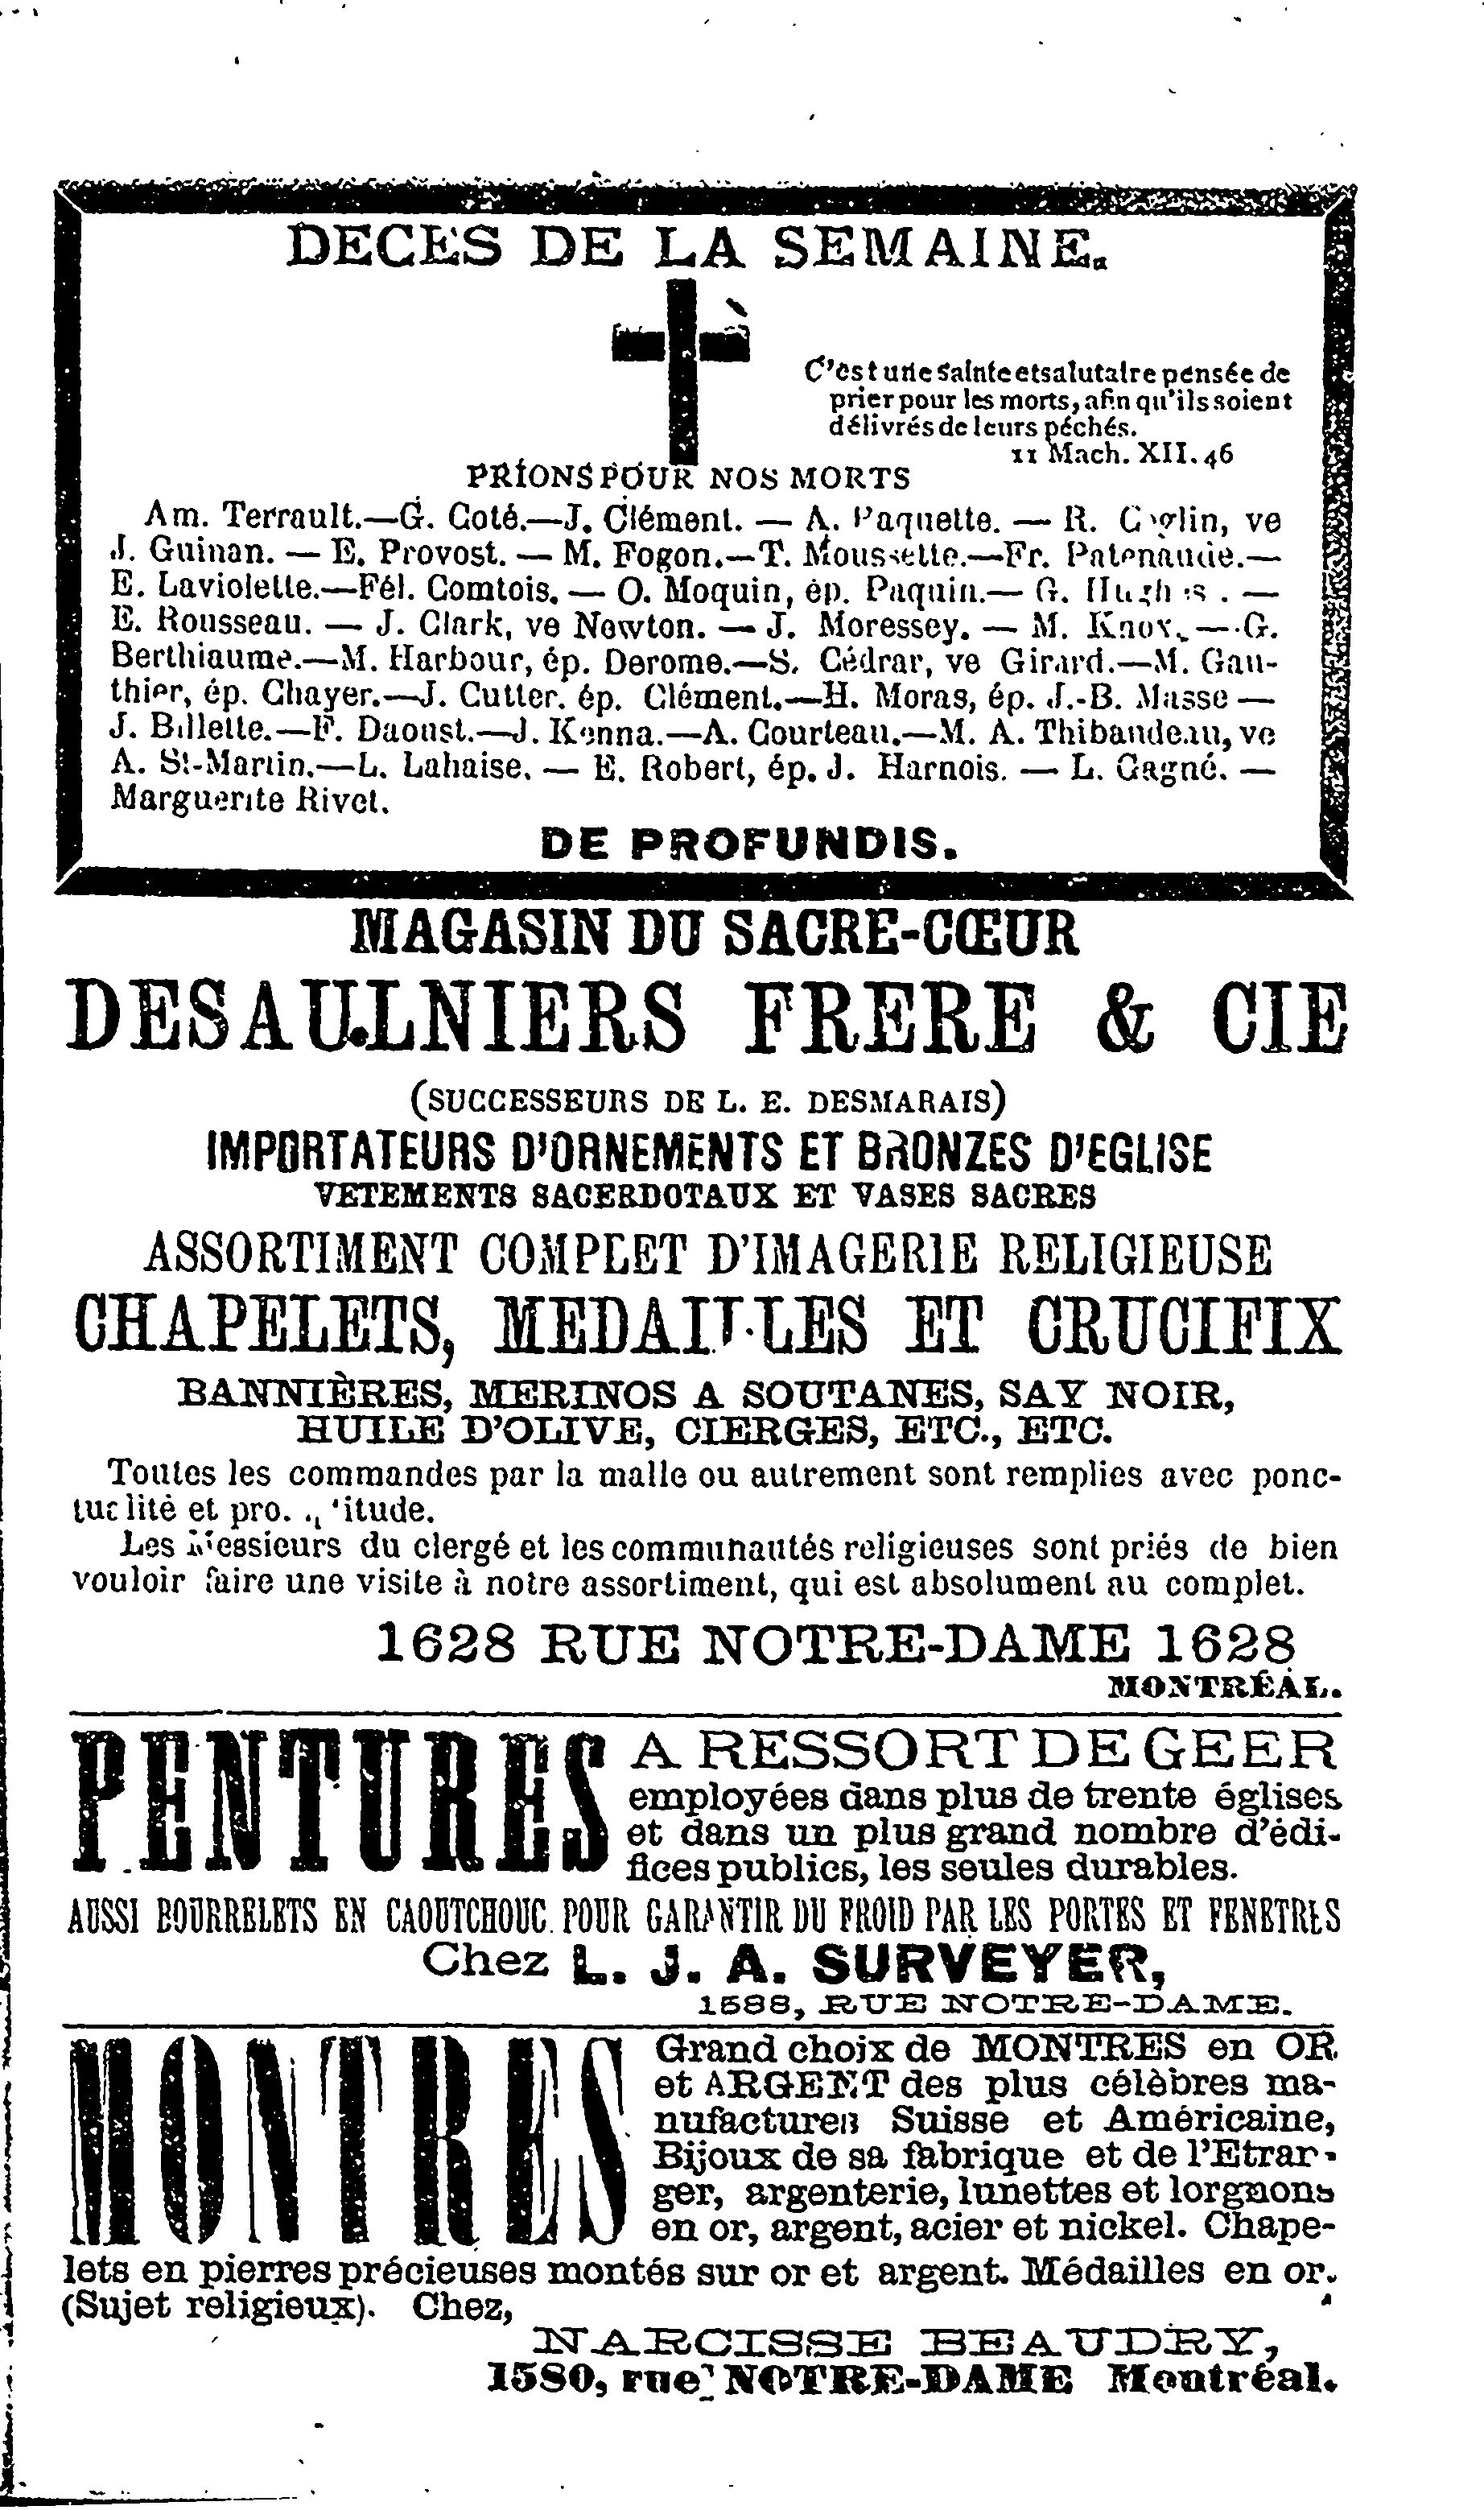 DECES DE LA SEMAINE.
C'est une sainte et salutaire pensée de
prier pour les morts, afin qu'ils soient
délivrés de leurs péchés.
11 Mach. XII. 46
PRIONS POUR NOS MORTS
Am. Terrault.—G. Coté.—J. Clément. — A. Paquette. — R. ve
J. Guinan. — E. Provost. — M. Fogon.—T. Moussette.—Fr. Patenaude.—
E. Laviolette.—Fél. Comtois. — O. Moquin, ép. Paquin.— G. Hughes. —
E. Rousseau. — J. Clark, ve Newton. — J. Moressey. — M. Knox. — G.
Berthiaume.—M. Harbour, ép. Derome.—S. Cédrar, ve Girard.—M. Gau-
thier, ép. Chayer.—J. Cutter. ép. Clément.—H. Moras, ép. J.-B. Masse —
J. Billette.—F. Daoust.—J. Kenna.—A. Courteau.—M. A. Thibaudeau, ve
A. St-Martin.—L. Lahaise. — E. Robert, ép. J. Harnois. — L. Gagné. —
Marguerite Rivet.
DE PROFUNDIS.
MAGASIN DU SACRE-CŒUR
DESAULNIERS FRERE & CIE
(SUCCESSEURS DE L. E. DESMARAIS)
IMPORTATEURS D'ORNEMENTS ET BRONZES D'EGLISE
VETEMENTS SACERDOTAUX ET VASES SACRES
ASSORTIMENT COMPLET D'IMAGERIE RELIGIEUSE
CHAPELETS, MEDAILLES ET CRUCIFIX
BANNIÈRES, MERINOS A SOUTANES, SAY NOIR,
HUILE D'OLIVE, CIERGES, ETC., ETC.
Toutes les commandes par la malle ou autrement sont remplies avec ponc-
tualité et promptitude.
Les Messieurs du clergé et les communautés religieuses sont priés de bien
vouloir faire une visite à notre assortiment, qui est absolument au complet.
1628 RUE NOTRE-DAME 1628
MONTRÉAL.
PENTURES A RESSORT DE GEER
employées dans plus de trente églises
et dans un plus grand nombre d'édi-
fices publics, les seules durables.
AUSSI BOURRELETS EN CAOUTCHOUC POUR GARANTIR DU FROID PAR LES PORTES ET FENETRES
Chez L. J. A. SURVEYER,
1588, RUE NOTRE-DAME.
MONTRES Grand choix de MONTRES en OR
et ARGENT des plus célèbres ma-
nufactures Suisse et Américaine,
Bijoux de sa fabrique et de l'Etran-
ger, argenterie, lunettes et lorgnons
en or, argent, acier et nickel. Chape-
lets en pierres précieuses montés sur or et argent. Médailles en or.
(Sujet religieux). Chez,
NARCISSE BEAUDRY,
1580, rue NOTRE-DAME Montréal.